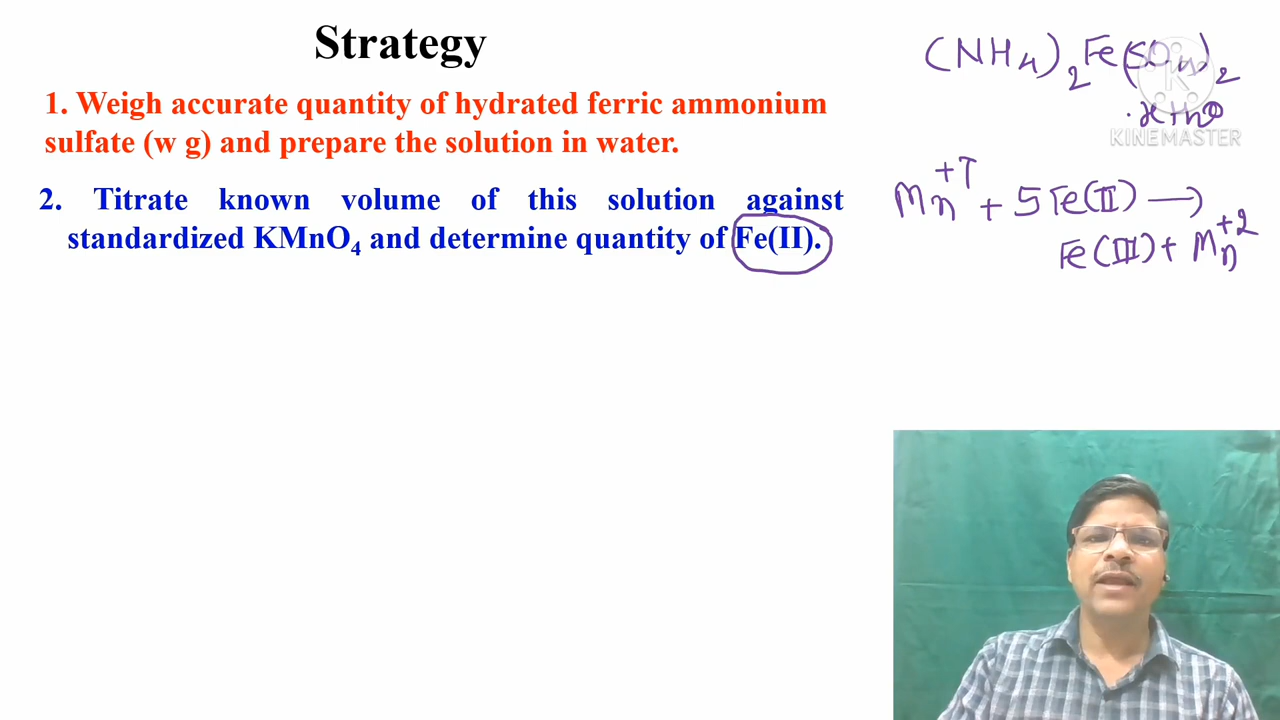 Strategy
1. Weigh accurate quantity of hydrated ferric ammonium
sulfate (w g) and prepare the solution in water.
2. Titrate known volume of this solution against
standardized KMnO₄ and determine quantity of Fe(II).
(NH₄)₂Fe(SO₄)₂
KINEMASTER
Mn⁺⁷ + 5Fe(II) ⟶
Fe(III) + Mn⁺²